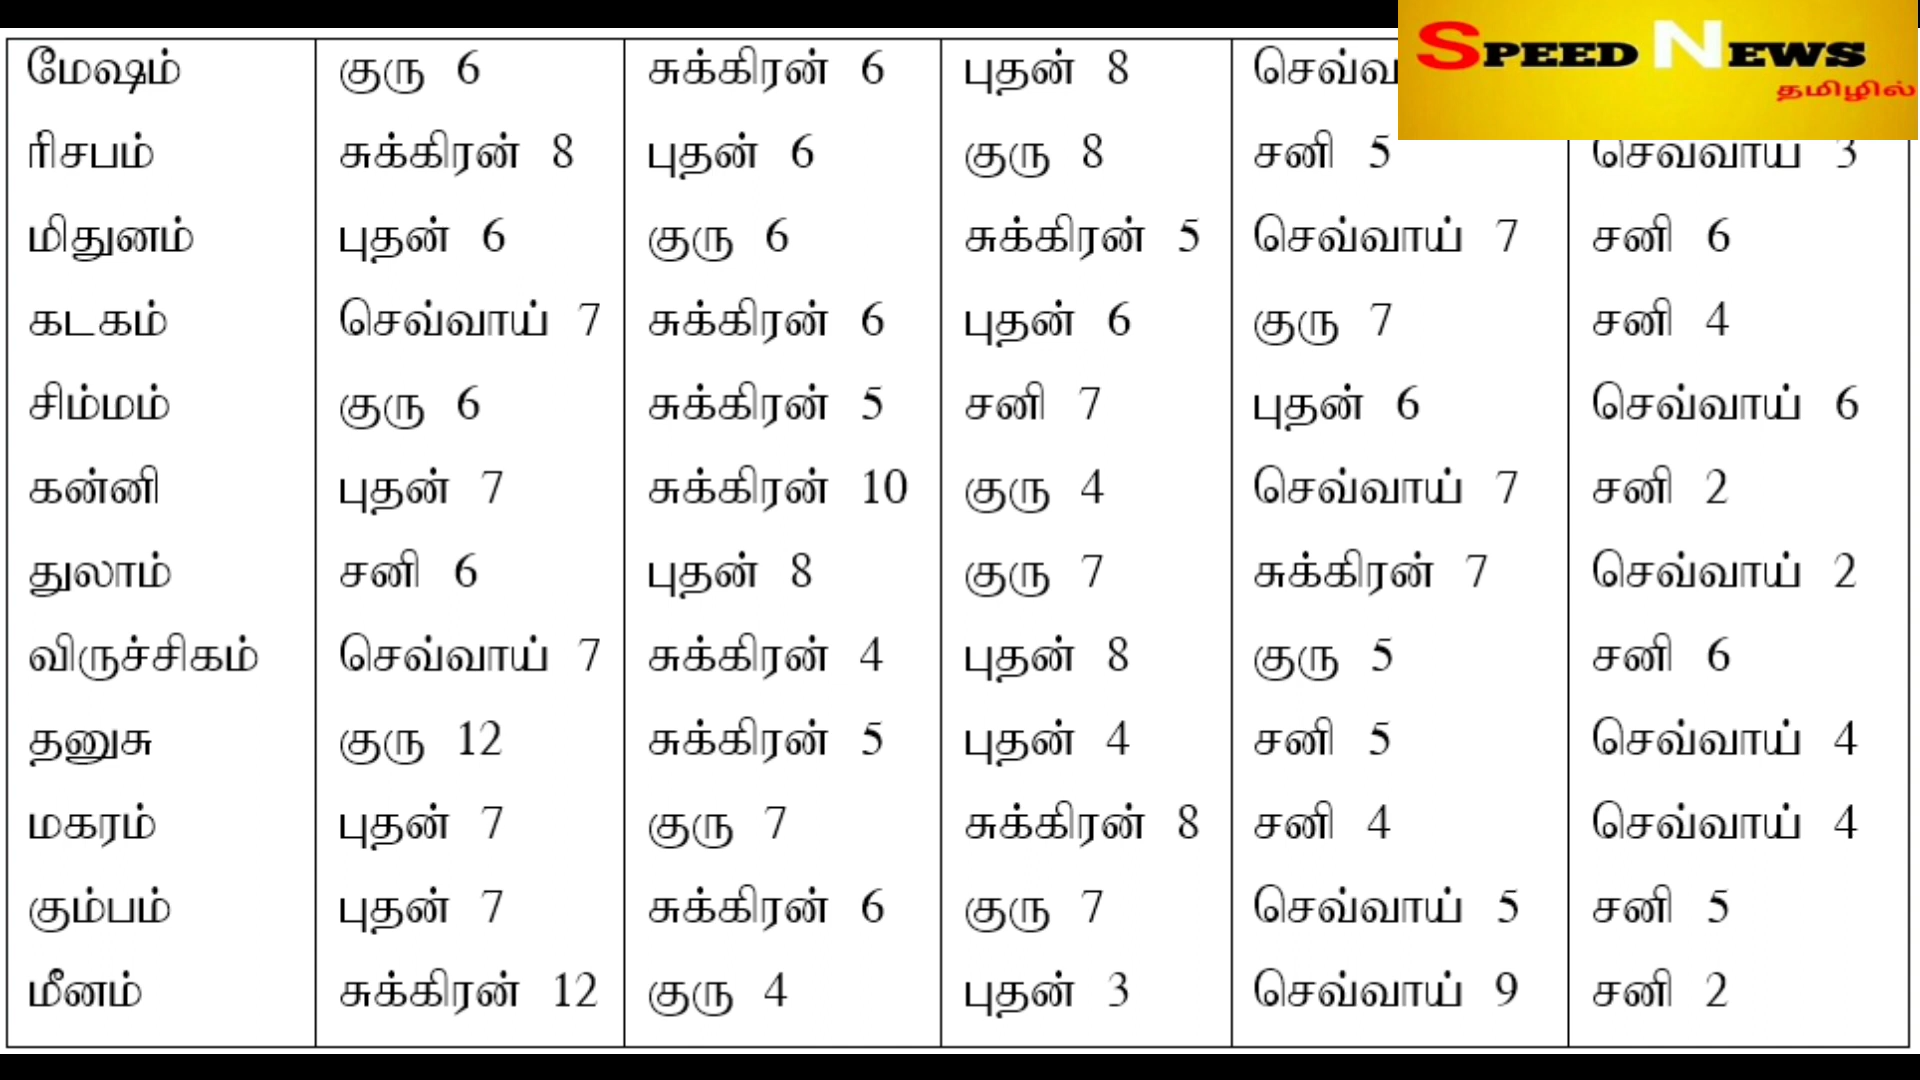 SPEED NEWS
தமிழில்
மேஷம் குரு 6 சுக்கிரன் 6 புதன் 8
ரிசபம் சுக்கிரன் 8 புதன் 6 குரு 8 சனி 5 செவ்வாய் 3
மிதுனம் புதன் 6 குரு 6 சுக்கிரன் 5 செவ்வாய் 7 சனி 6
கடகம் செவ்வாய் 7 சுக்கிரன் 6 புதன் 6 குரு 7 சனி 4
சிம்மம் குரு 6 சுக்கிரன் 5 சனி 7 புதன் 6 செவ்வாய் 6
கன்னி புதன் 7 சுக்கிரன் 10 குரு 4 செவ்வாய் 7 சனி 2
துலாம் சனி 6 புதன் 8 குரு 7 சுக்கிரன் 7 செவ்வாய் 2
விருச்சிகம் செவ்வாய் 7 சுக்கிரன் 4 புதன் 8 குரு 5 சனி 6
தனுசு குரு 12 சுக்கிரன் 5 புதன் 4 சனி 5 செவ்வாய் 4
மகரம் புதன் 7 குரு 7 சுக்கிரன் 8 சனி 4 செவ்வாய் 4
கும்பம் புதன் 7 சுக்கிரன் 6 குரு 7 செவ்வாய் 5 சனி 5
மீனம் சுக்கிரன் 12 குரு 4 புதன் 3 செவ்வாய் 9 சனி 2